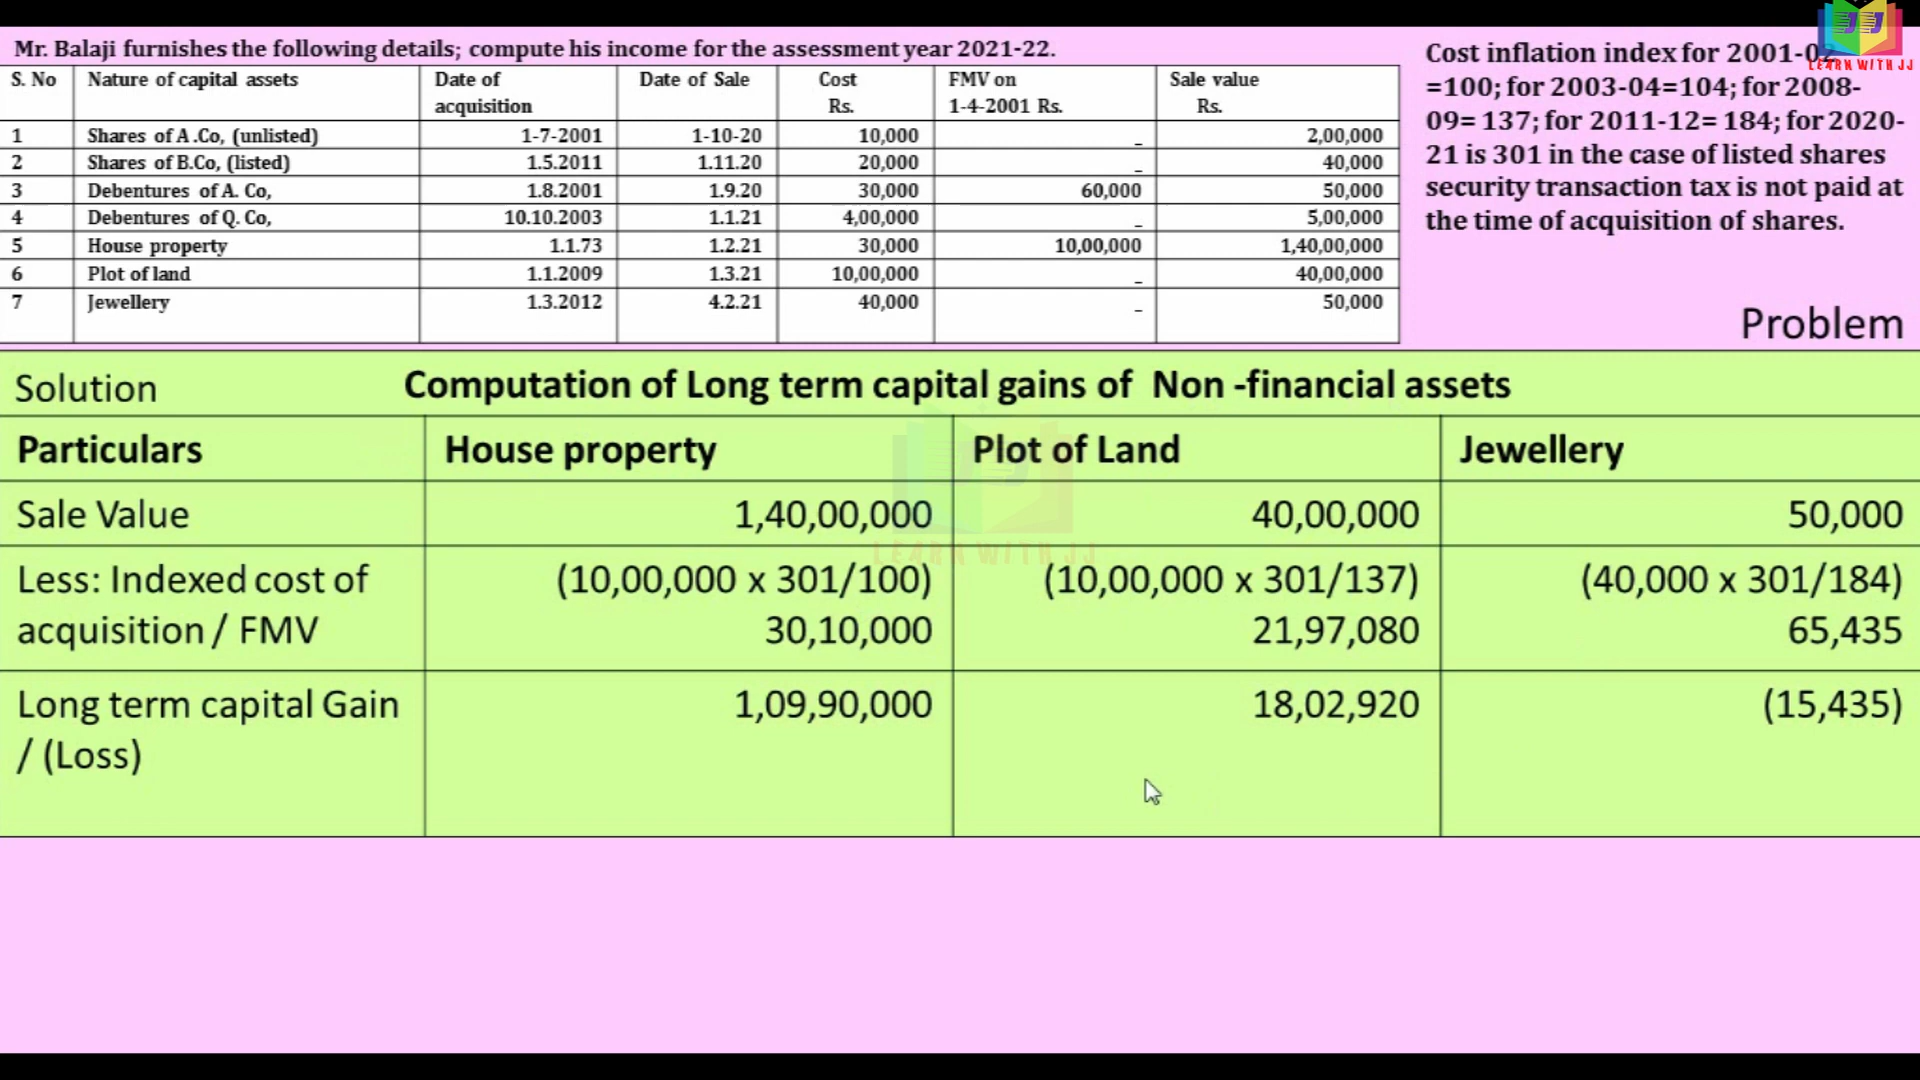 Mr. Balaji furnishes the following details; compute his income for the assessment year 2021-22.
S. No Nature of capital assets Date of acquisition Date of Sale Cost Rs. FMV on 1-4-2001 Rs. Sale value Rs.
1 Shares of A .Co, (unlisted) 1-7-2001 1-10-20 10,000 _ 2,00,000
2 Shares of B.Co, (listed) 1.5.2011 1.11.20 20,000 _ 40,000
3 Debentures of A. Co, 1.8.2001 1.9.20 30,000 60,000 50,000
4 Debentures of Q. Co, 10.10.2003 1.1.21 4,00,000 _ 5,00,000
5 House property 1.1.73 1.2.21 30,000 10,00,000 1,40,00,000
6 Plot of land 1.1.2009 1.3.21 10,00,000 _ 40,00,000
7 Jewellery 1.3.2012 4.2.21 40,000 _ 50,000
Cost inflation index for 2001-02
=100; for 2003-04=104; for 2008-
09= 137; for 2011-12= 184; for 2020-
21 is 301 in the case of listed shares
security transaction tax is not paid at
the time of acquisition of shares.
LEARN WITH JJ
Problem
Solution Computation of Long term capital gains of Non -financial assets
Particulars House property Plot of Land Jewellery
Sale Value 1,40,00,000 40,00,000 50,000
Less: Indexed cost of (10,00,000 x 301/100) (10,00,000 x 301/137) (40,000 x 301/184)
acquisition / FMV 30,10,000 21,97,080 65,435
Long term capital Gain 1,09,90,000 18,02,920 (15,435)
/ (Loss)
LEARN WITH JJ